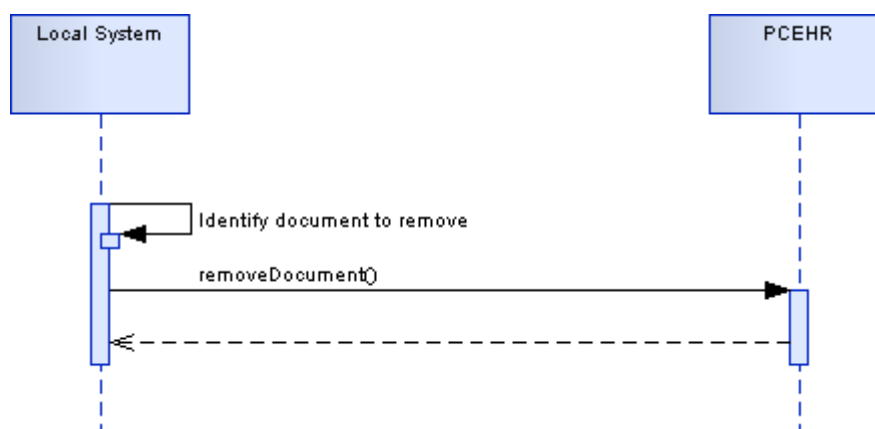 Local System
PCEHR
Identify document to remove
removeDocument()